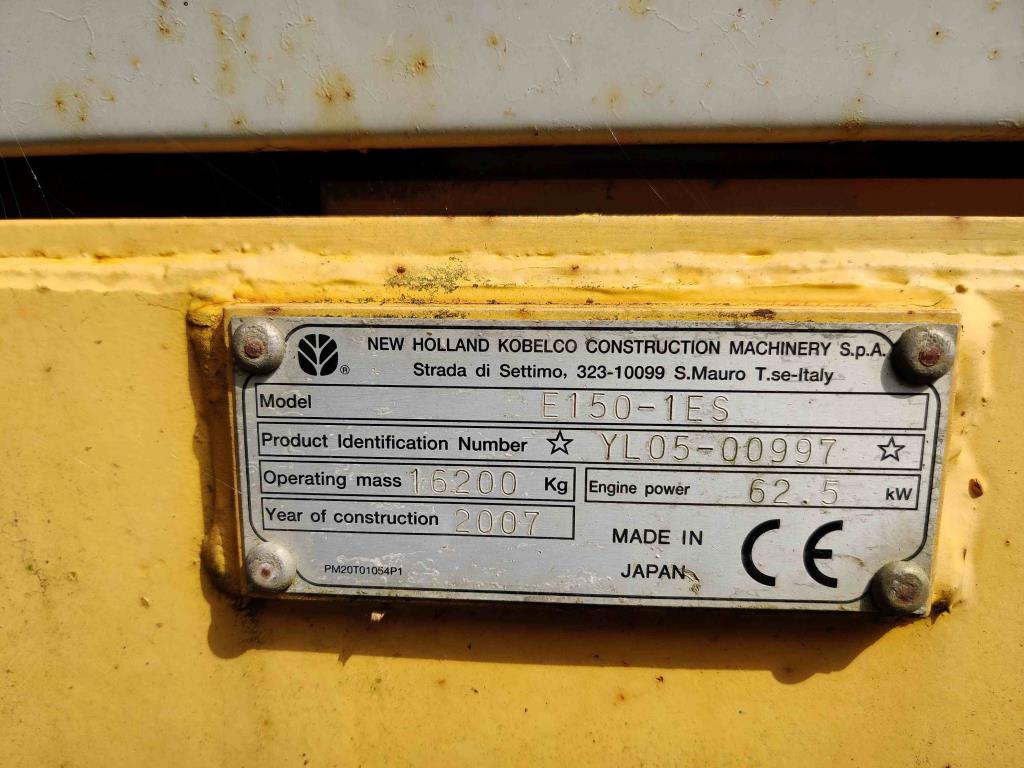 ®
NEW HOLLAND KOBELCO CONSTRUCTION MACHINERY S.p.A.
Strada di Settimo, 323-10099 S.Mauro T.se-Italy
Model E150-1ES
Product Identification Number ☆ YL05-00997 ☆
Operating mass 16200 Kg Engine power 62.5 kW
Year of construction 2007
MADE IN
JAPAN
CE
PM20T01054P1